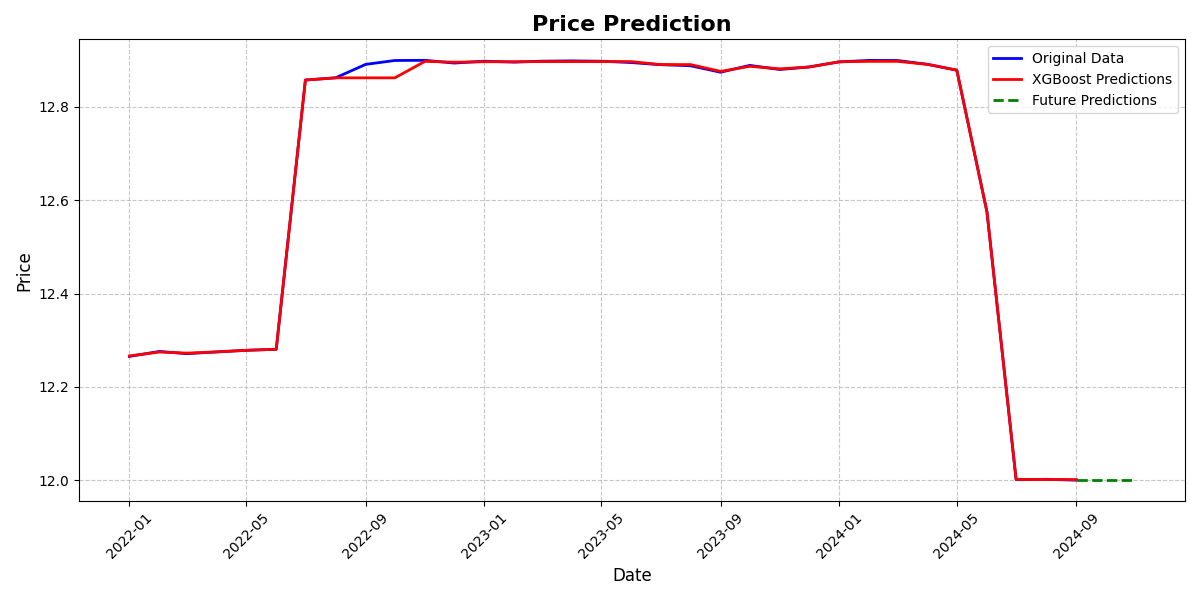 Price Prediction
Original Data
XGBoost Predictions
Future Predictions
Price
12.8
12.6
12.4
12.2
12.0
2022-01
2022-05
2022-09
2023-01
2023-05
2023-09
2024-01
2024-05
2024-09
Date